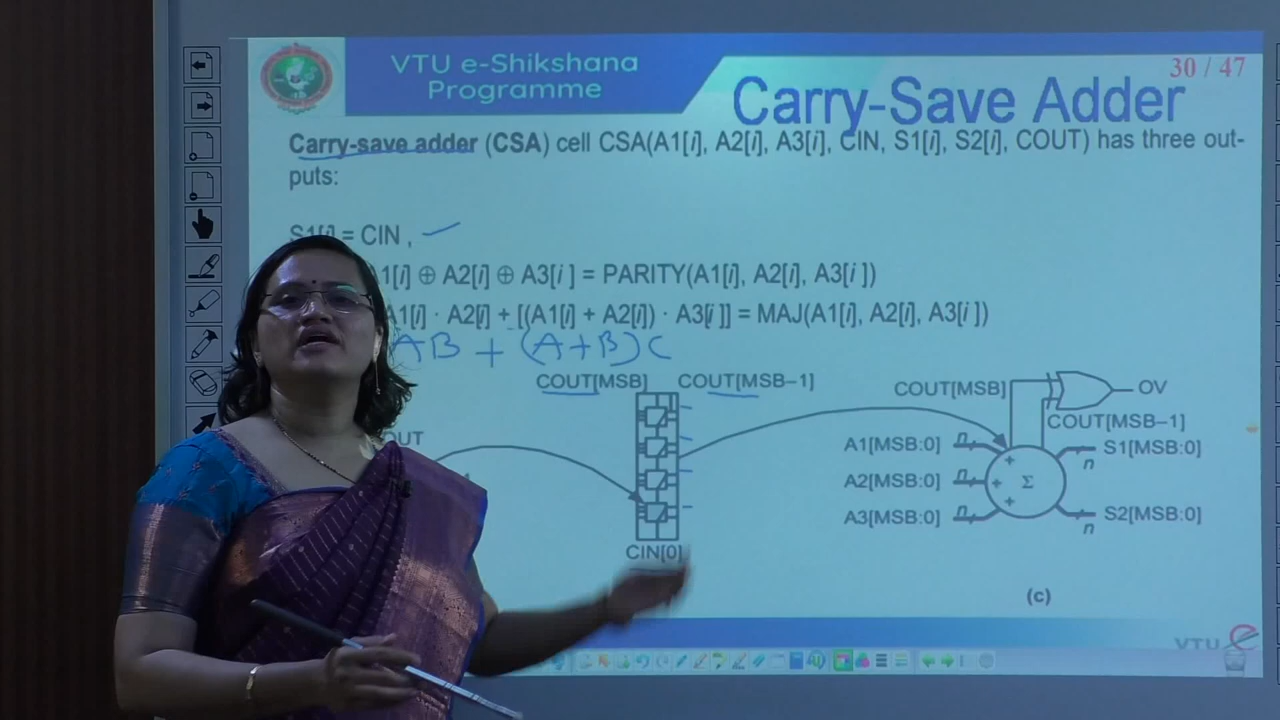 VTU e-Shikshana
Programme
30 / 47
Carry-Save Adder
Carry-save adder (CSA) cell CSA(A1[i], A2[i], A3[i], CIN, S1[i], S2[i], COUT) has three out-
puts:
S1[i] = CIN ,
A1[i] ⊕ A2[i] ⊕ A3[i ] = PARITY(A1[i], A2[i], A3[i ])
A1[i] · A2[i] + [(A1[i] + A2[i]) · A3[i ]] = MAJ(A1[i], A2[i], A3[i ])
AB + (A+B)C
COUT[MSB] COUT[MSB–1]
COUT[MSB]
OV
COUT[MSB–1]
OUT
A1[MSB:0]
S1[MSB:0]
n
A2[MSB:0]
Σ
A3[MSB:0]
S2[MSB:0]
n
CIN[0]
(c)
VTU e